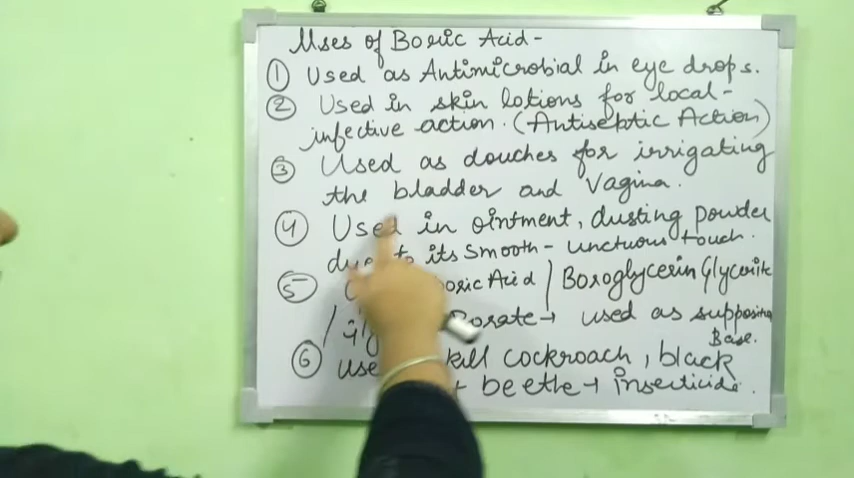 Uses of Boric Acid -
① Used as Antimicrobial in eye drops.
② Used in skin lotions for local -
infective action. (Antiseptic Action)
③ Used as douches for irrigating
the bladder and Vagina.
④ Used in ointment, dusting powder
due to its smooth - unctuous touch.
⑤ Acid / Boroglycerin Glycerite
/ Borate → used as
Base.
⑥ kill cockroach, black
beetle → insecticide.